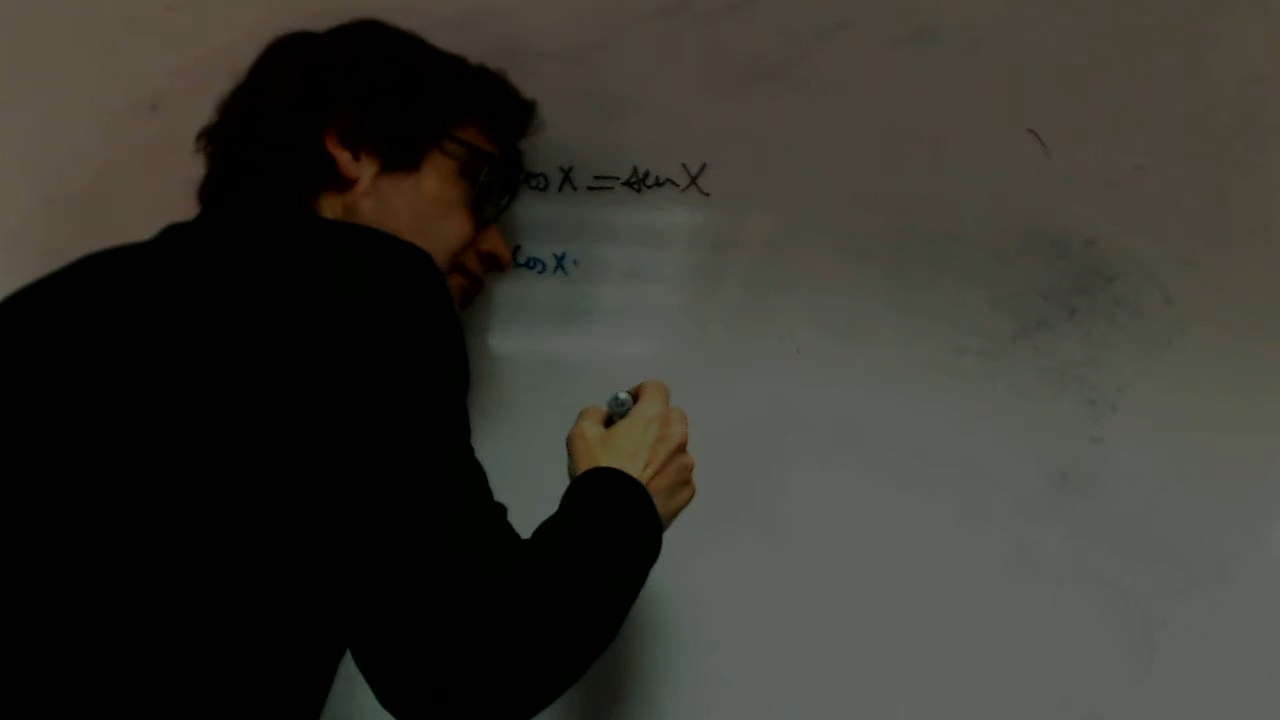 os X = sen X
cos X ·